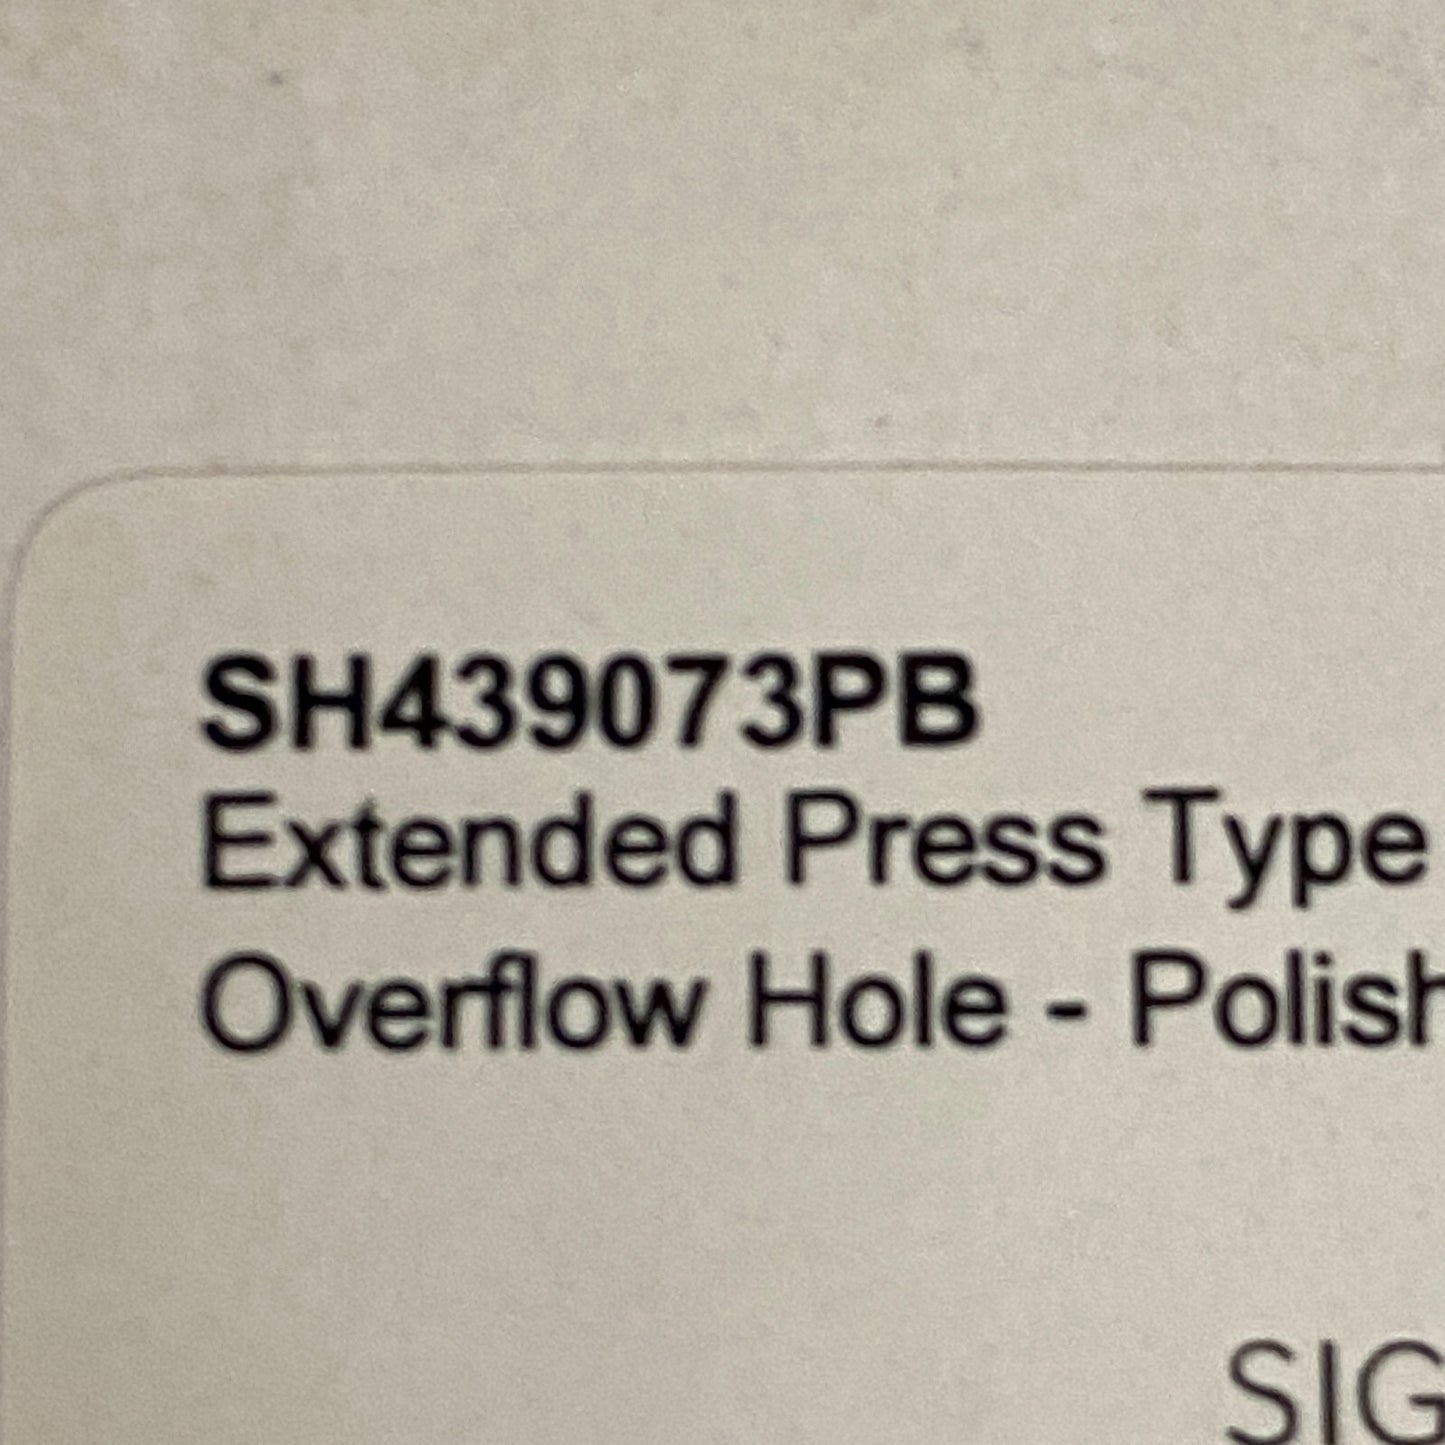 SH439073PB
Extended Press Type
Overflow Hole - Polish
SIG